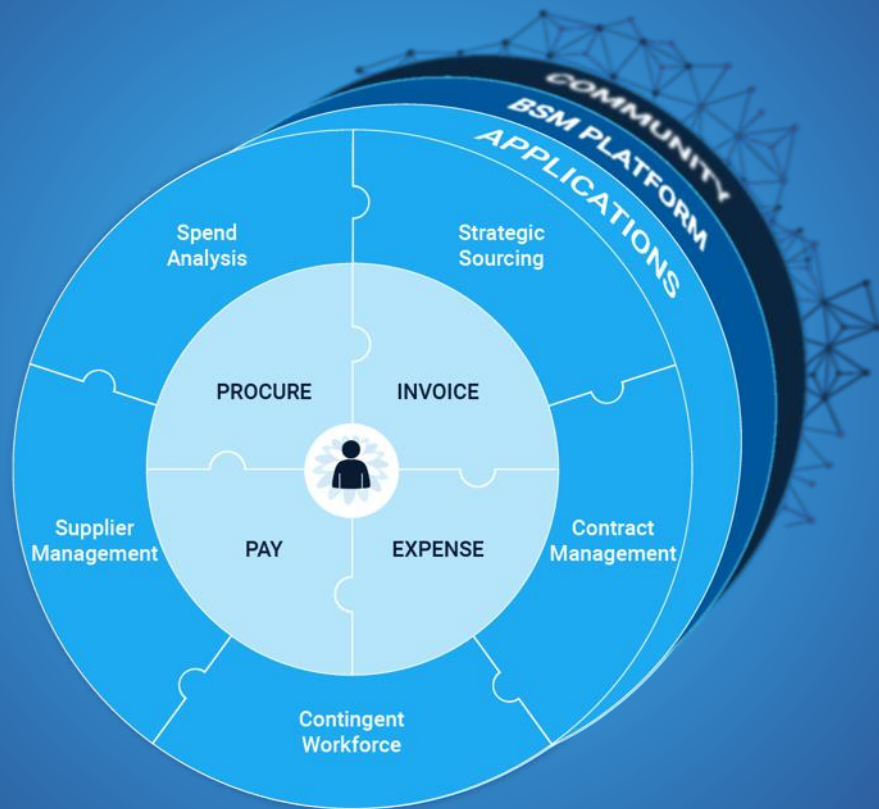 COMMUNITY
BSM PLATFORM
APPLICATIONS
Spend
Analysis
Strategic
Sourcing
PROCURE
INVOICE
Supplier
Management
PAY
EXPENSE
Contract
Management
Contingent
Workforce